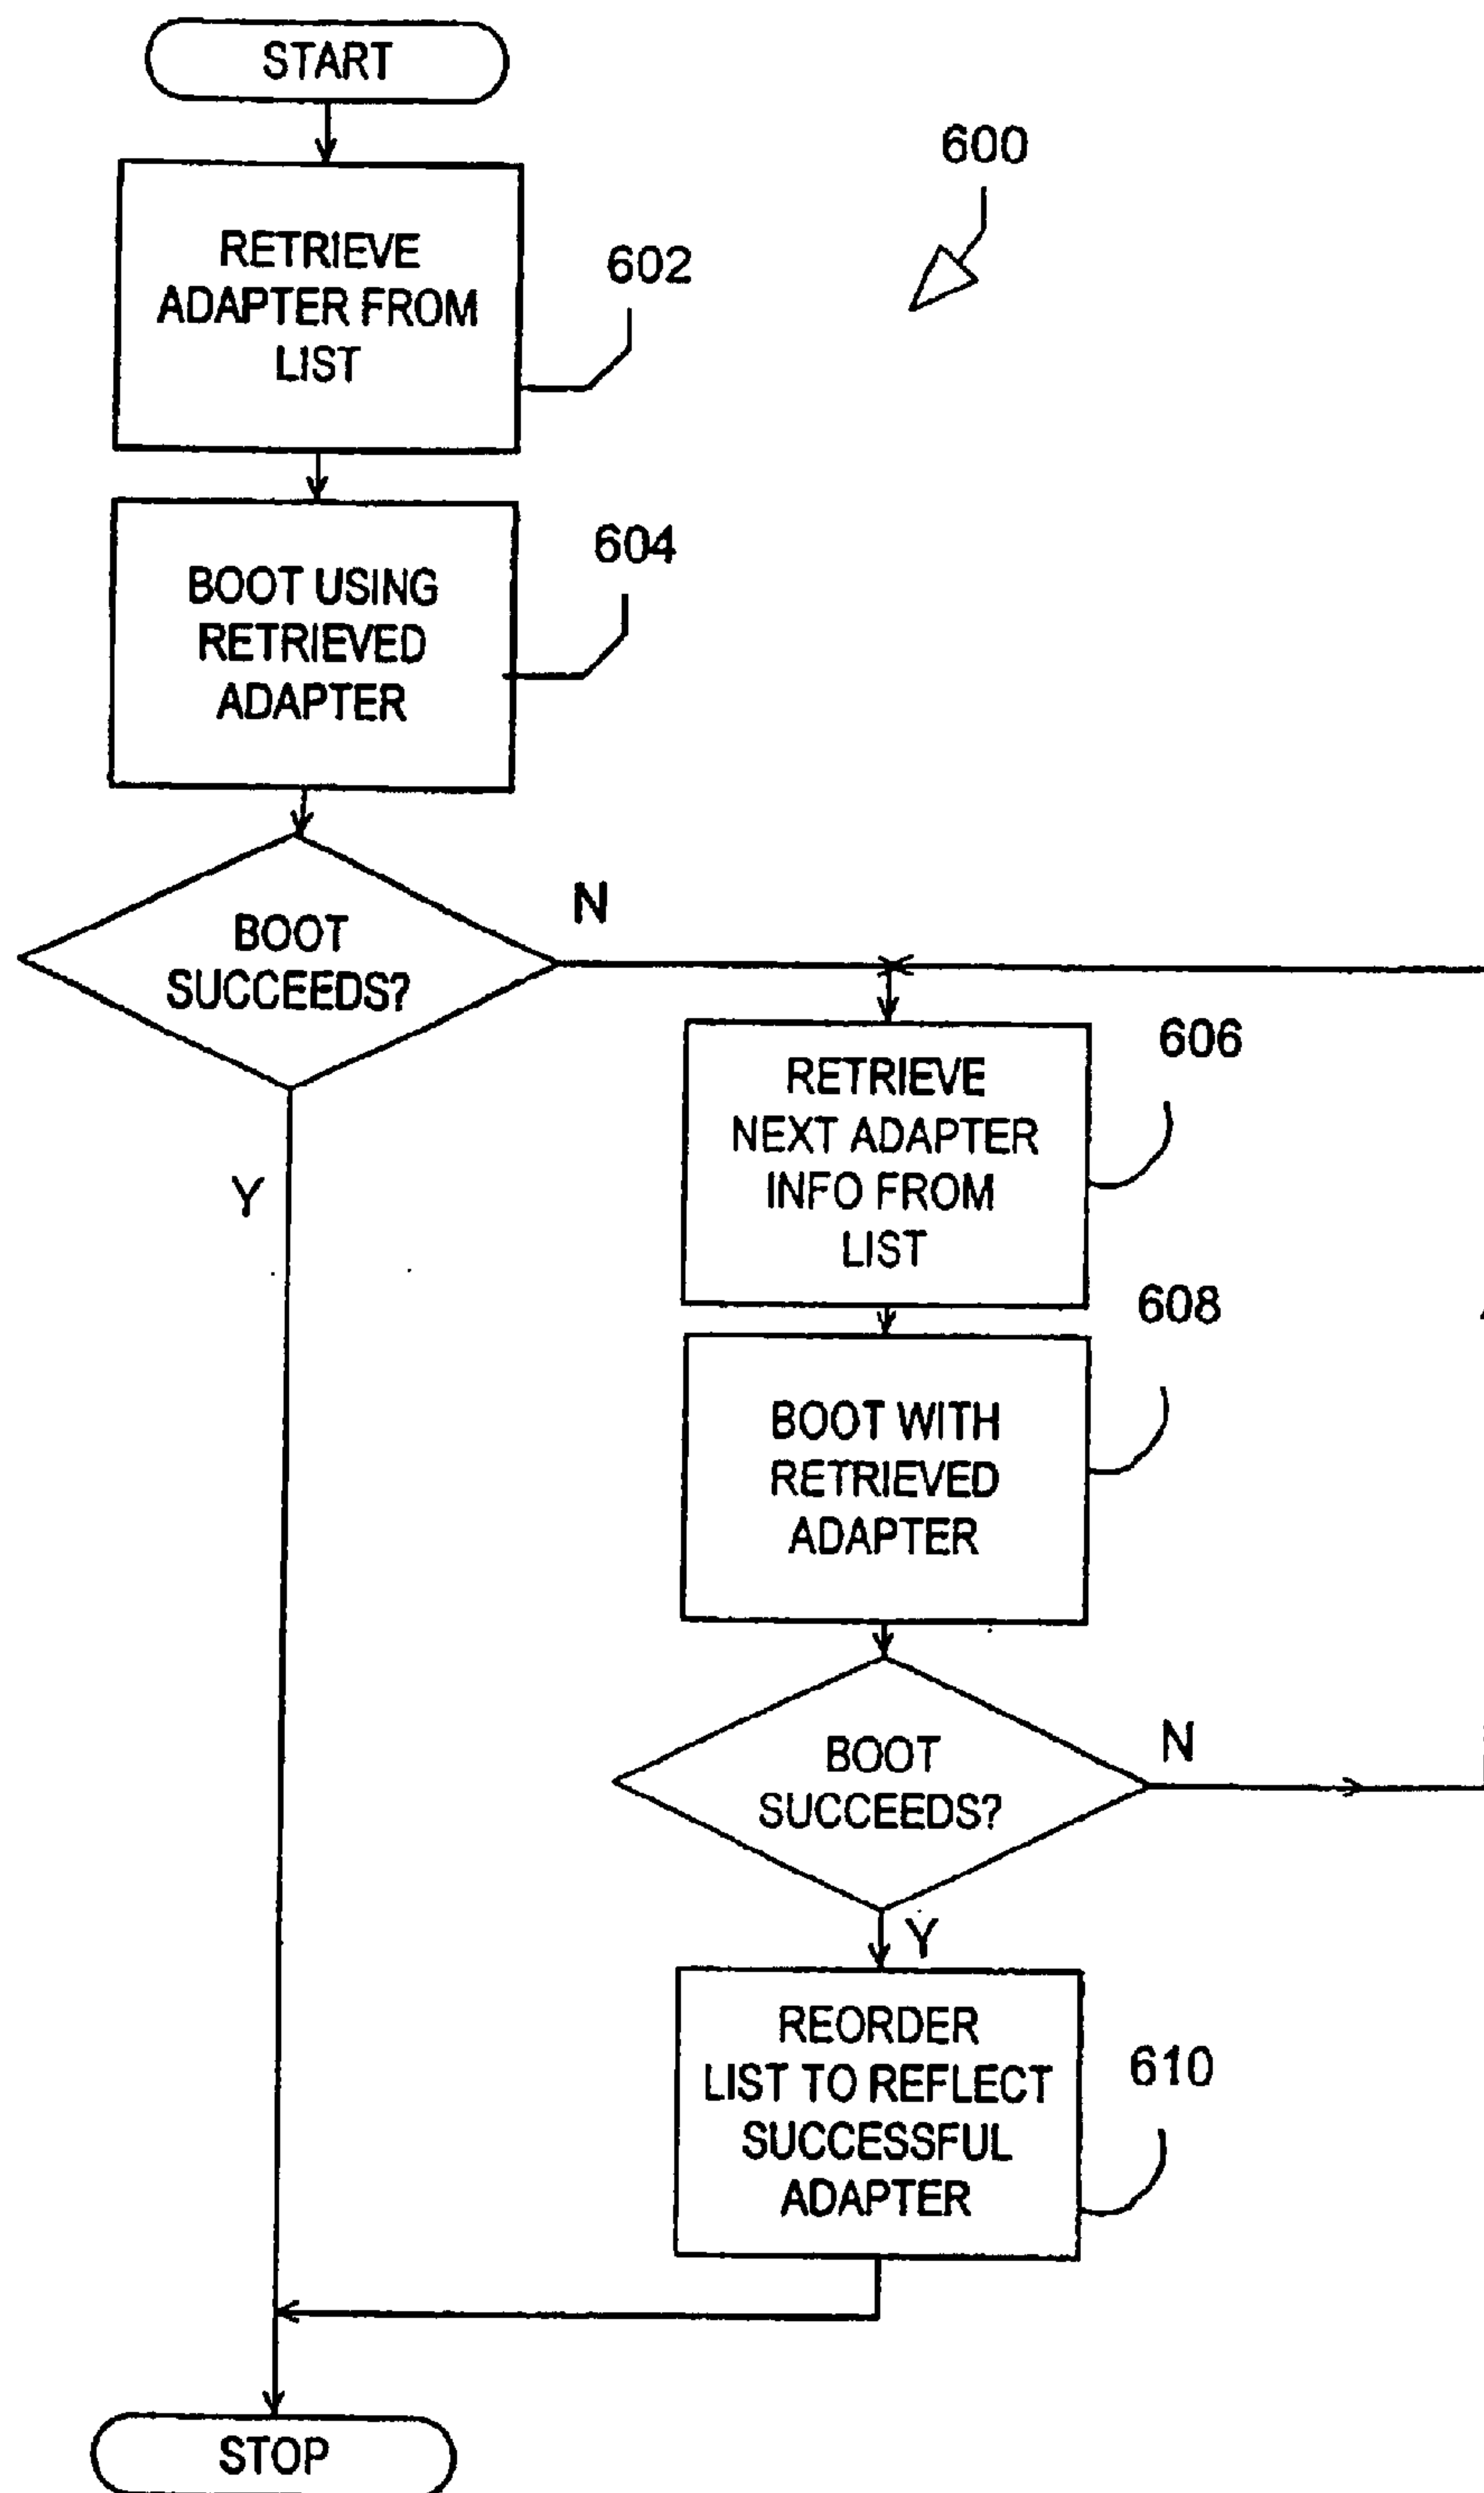 START
600
RETRIEVE
ADAPTER FROM
LIST
602
BOOT USING
RETRIEVED
ADAPTER
604
BOOT
SUCCEEDS?
N
Y
RETRIEVE
NEXT ADAPTER
INFO FROM
LIST
606
BOOT WITH
RETRIEVED
ADAPTER
608
BOOT
SUCCEEDS?
N
Y
REORDER
LIST TO REFLECT
SUCCESSFUL
ADAPTER
610
STOP